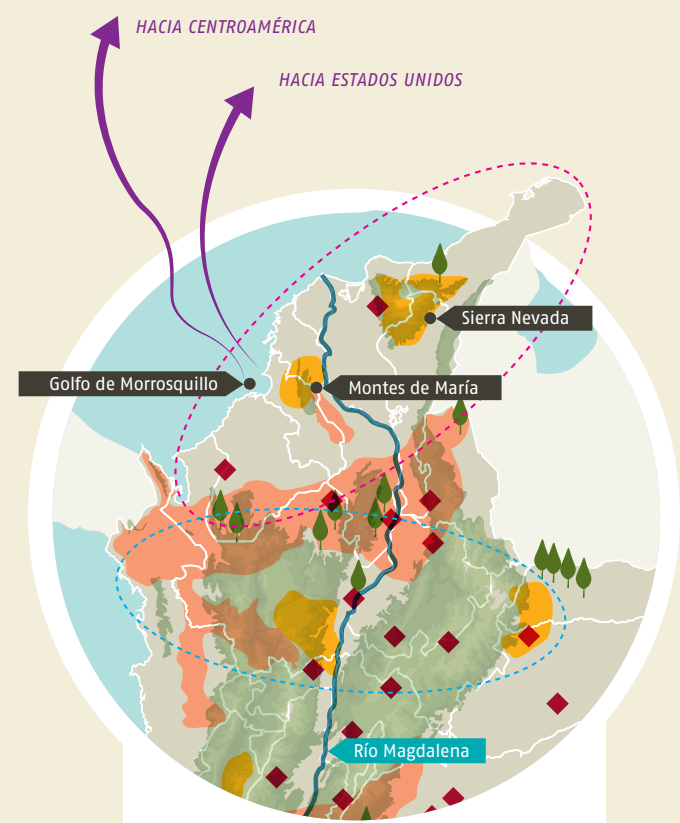 HACIA CENTROAMÉRICA
HACIA ESTADOS UNIDOS
Sierra Nevada
Golfo de Morrosquillo
Montes de María
Río Magdalena